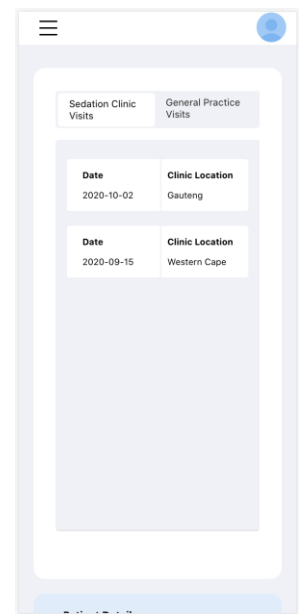 Sedation Clinic Visits
General Practice Visits
Date
Clinic Location
2020-10-02
Gauteng
Date
Clinic Location
2020-09-15
Western Cape